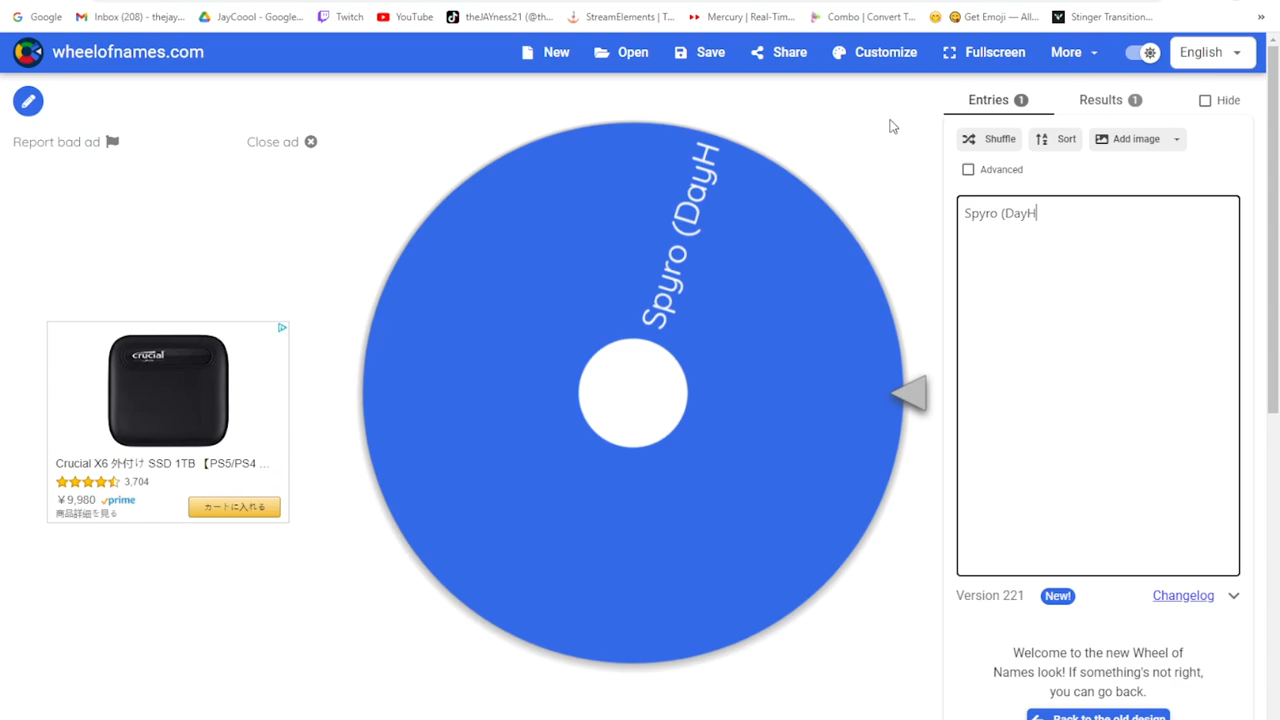 Google Inbox (208) - thejay... JayCoool - Google... Twitch YouTube theJAYness21 (@th... StreamElements | T... Mercury | Real-Tim... Combo | Convert T... Get Emoji — All... Stinger Transition... »
wheelofnames.com New Open Save Share Customize Fullscreen More English
Entries 1 Results 1 Hide
Report bad ad Close ad
Shuffle Sort Add image
Advanced
Spyro (DayH
Spyro (DayH
crucial
Crucial X6 外付け SSD 1TB 【PS5/PS4 ...
3,704
¥9,980 prime
商品詳細を見る
カートに入れる
Version 221 New! Changelog
Welcome to the new Wheel of
Names look! If something's not right,
you can go back.
Back to the old design